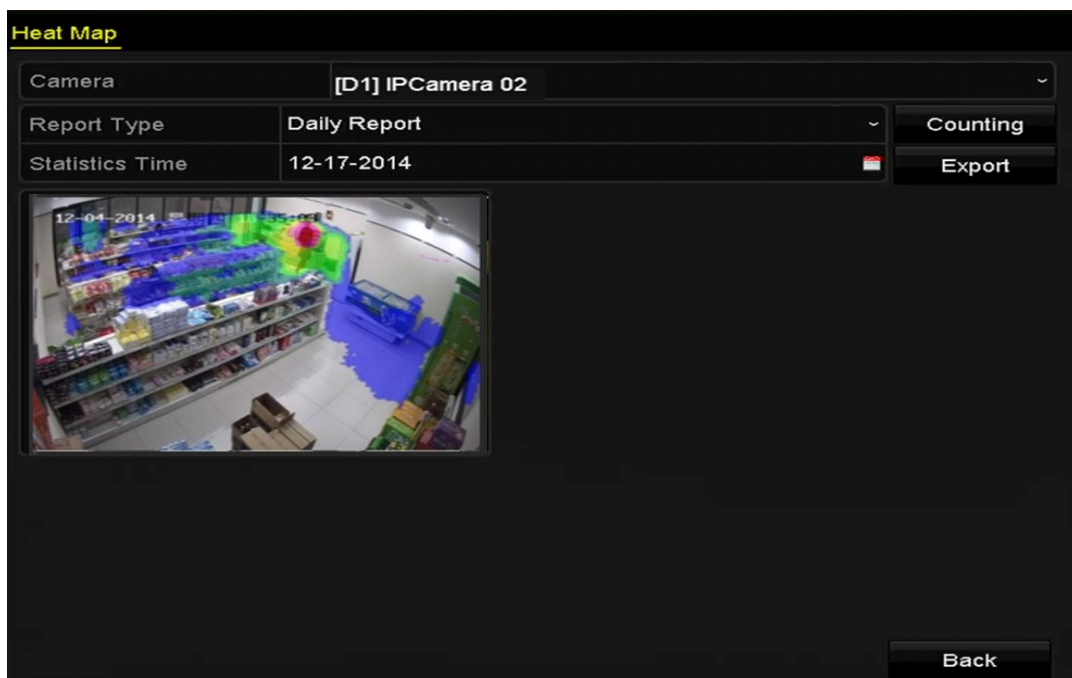 Heat Map
Camera [D1] IPCamera 02
Report Type Daily Report Counting
Statistics Time 12-17-2014 Export
12-04-2014
Back